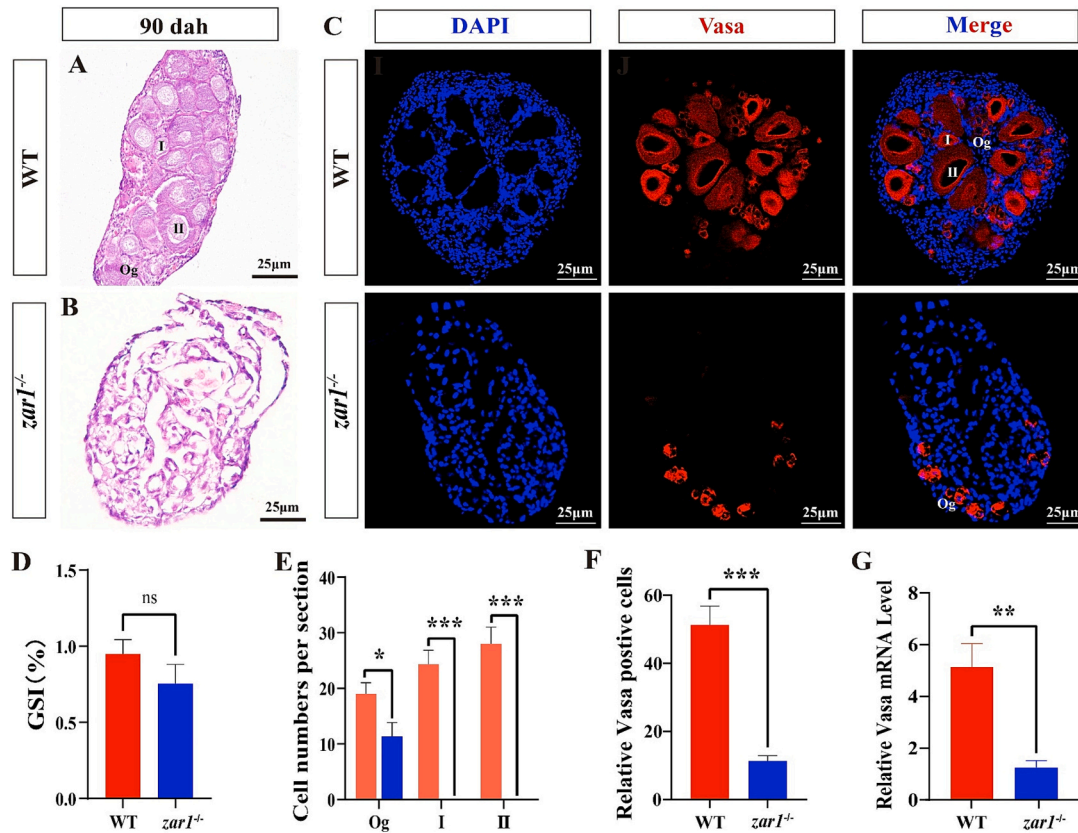 90 dah
C
DAPI
Vasa
Merge
WT
A
I
II
Og
25μm
WT
I
25μm
J
25μm
I
Og
II
25μm
zar1-/-
B
25μm
zar1-/-
25μm
25μm
Og
25μm
D
GSI (%)
1.5
1.0
0.5
0.0
ns
WT
zar1-/-
E
Cell numbers per section
40
30
20
10
0
*
***
***
Og
I
II
F
Relative Vasa postive cells
60
40
20
0
***
WT
zar1-/-
G
Relative Vasa mRNA Level
8
6
4
2
0
**
WT
zar1-/-